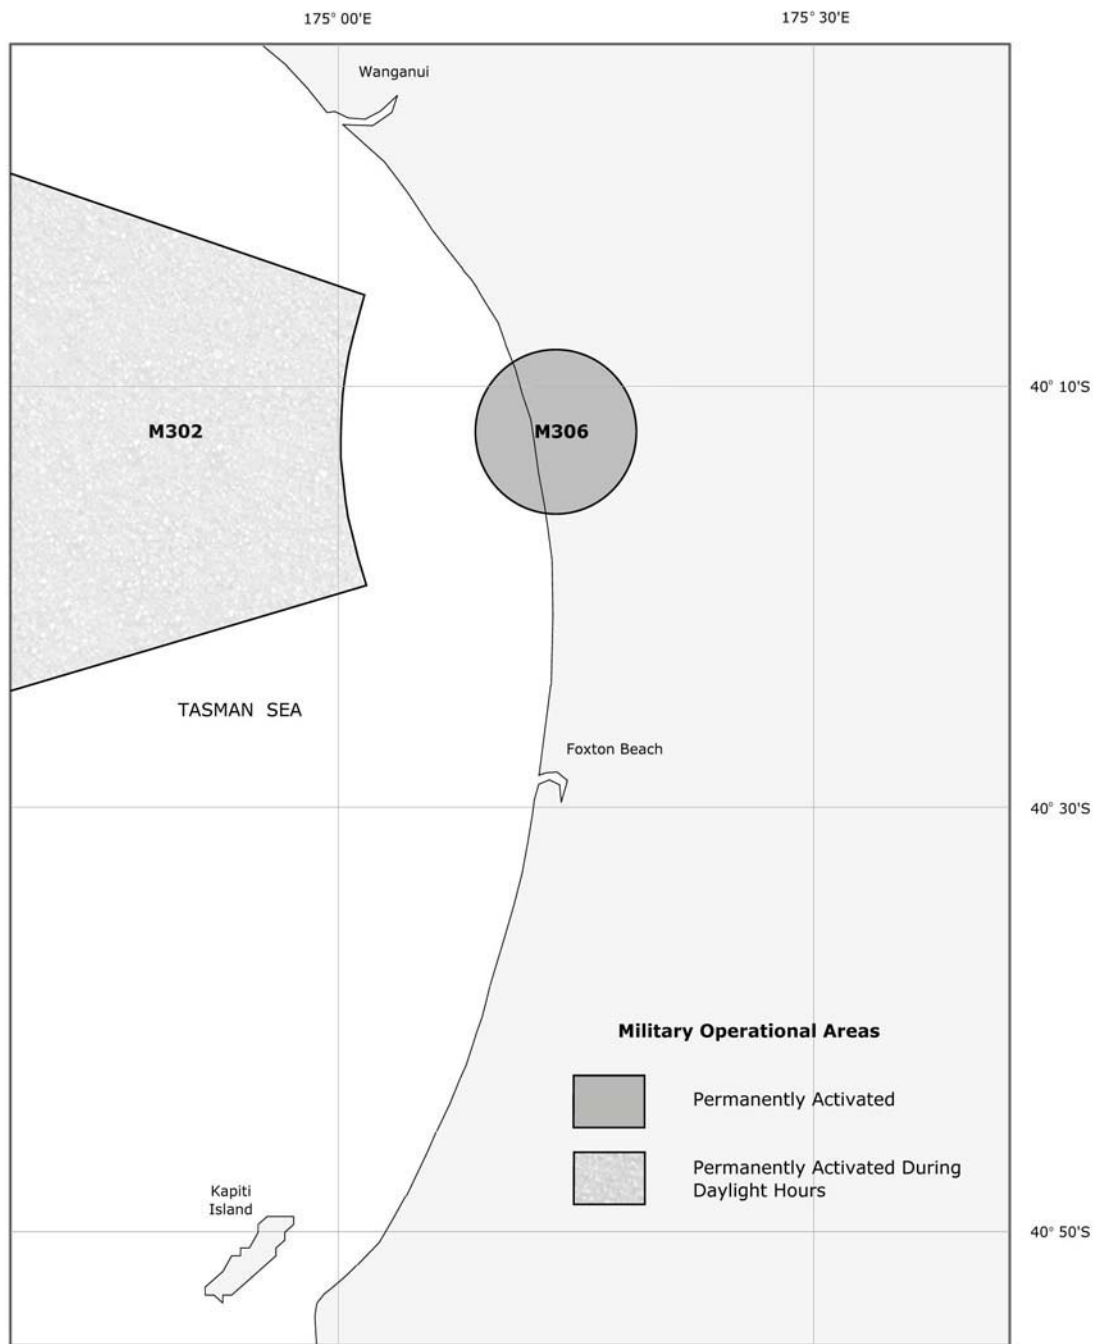 175° 00'E
175° 30'E
Wanganui
40° 10'S
M302
M306
TASMAN SEA
Foxton Beach
40° 30'S
Military Operational Areas
Permanently Activated
Permanently Activated During
Daylight Hours
Kapiti
Island
40° 50'S